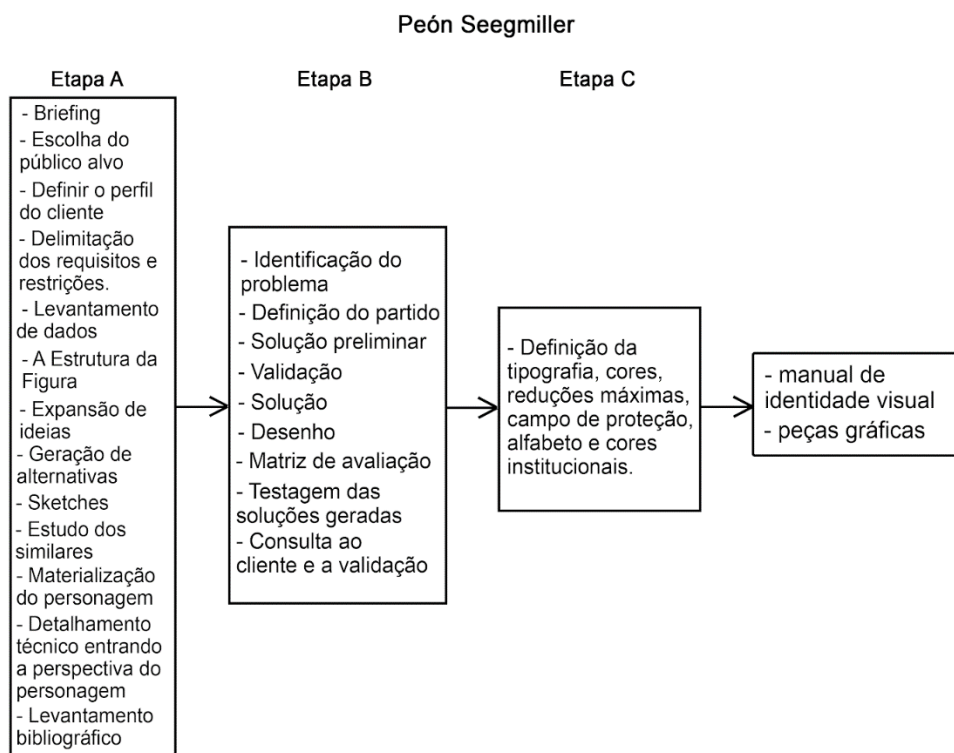 Peón Seegmiller
Etapa A
- Briefing
- Escolha do
público alvo
- Definir o perfil
do cliente
- Delimitação
dos requisitos e
restrições.
- Levantamento
de dados
- A Estrutura da
Figura
- Expansão de
ideias
- Geração de
alternativas
- Sketches
- Estudo dos
similares
- Materialização
do personagem
- Detalhamento
técnico entrando
a perspectiva do
personagem
- Levantamento
bibliográfico
Etapa B
- Identificação do
problema
- Definição do partido
- Solução preliminar
- Validação
- Solução
- Desenho
- Matriz de avaliação
- Testagem das
soluções geradas
- Consulta ao
cliente e a validação
Etapa C
- Definição da
tipografia, cores,
reduções máximas,
campo de proteção,
alfabeto e cores
institucionais.
- manual de
identidade visual
- peças gráficas